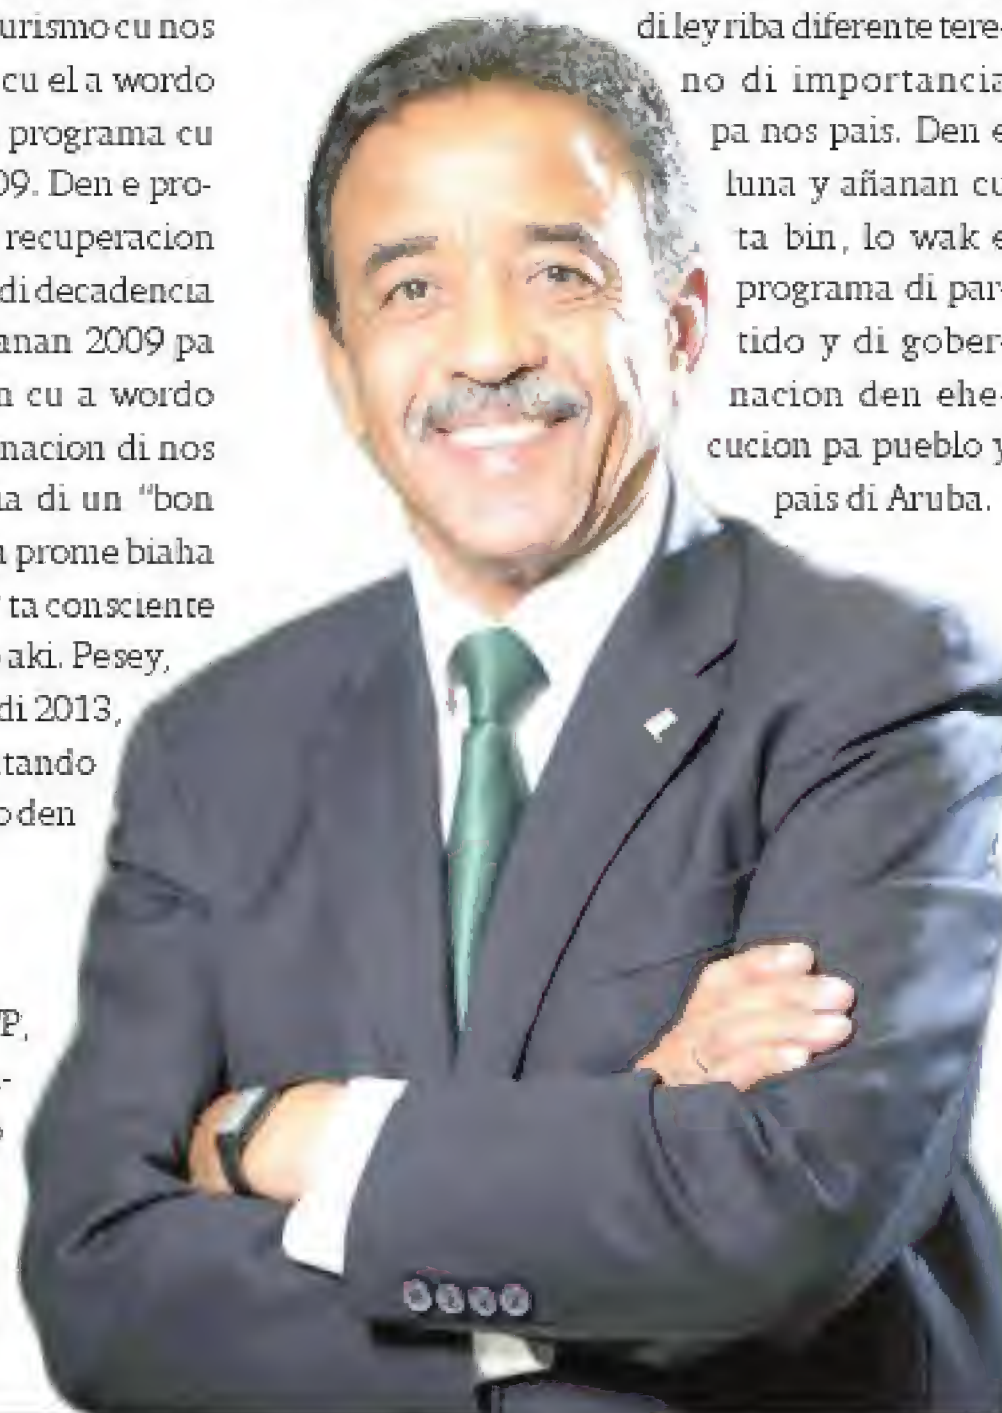 urismo cu nos
cu el a wordo
programa cu
09. Den e pro-
recuperacion
di decadencia
anan 2009 pa
n cu a wordo
nacion di nos
a di un “bon
prome biaha
ta consciente
aki. Pesey,
di 2013,
tando
o den
P,
-
di ley riba diferente tere-
no di importancia
pa nos pais. Den e
luna y añanan cu
ta bin, lo wak e
programa di par-
tido y di gober-
nacion den ehe-
cucion pa pueblo y
pais di Aruba.